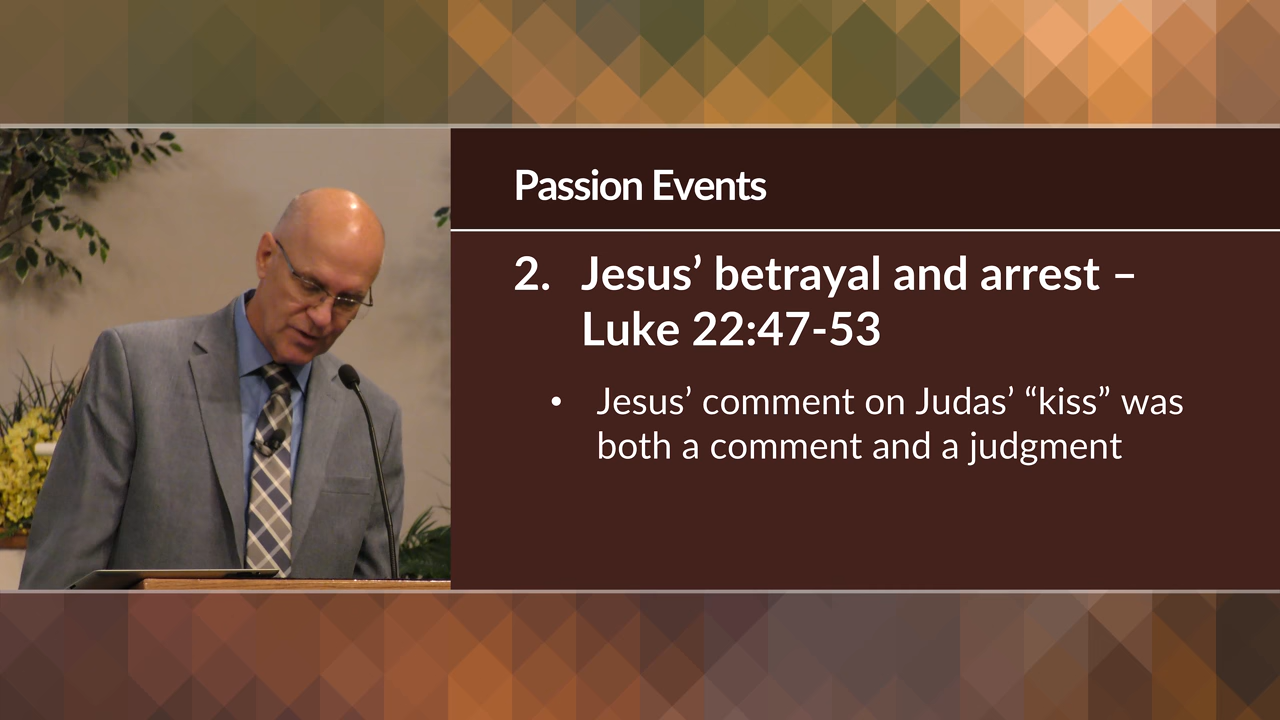 Passion Events
2. Jesus’ betrayal and arrest –
Luke 22:47-53
• Jesus’ comment on Judas’ “kiss” was
both a comment and a judgment